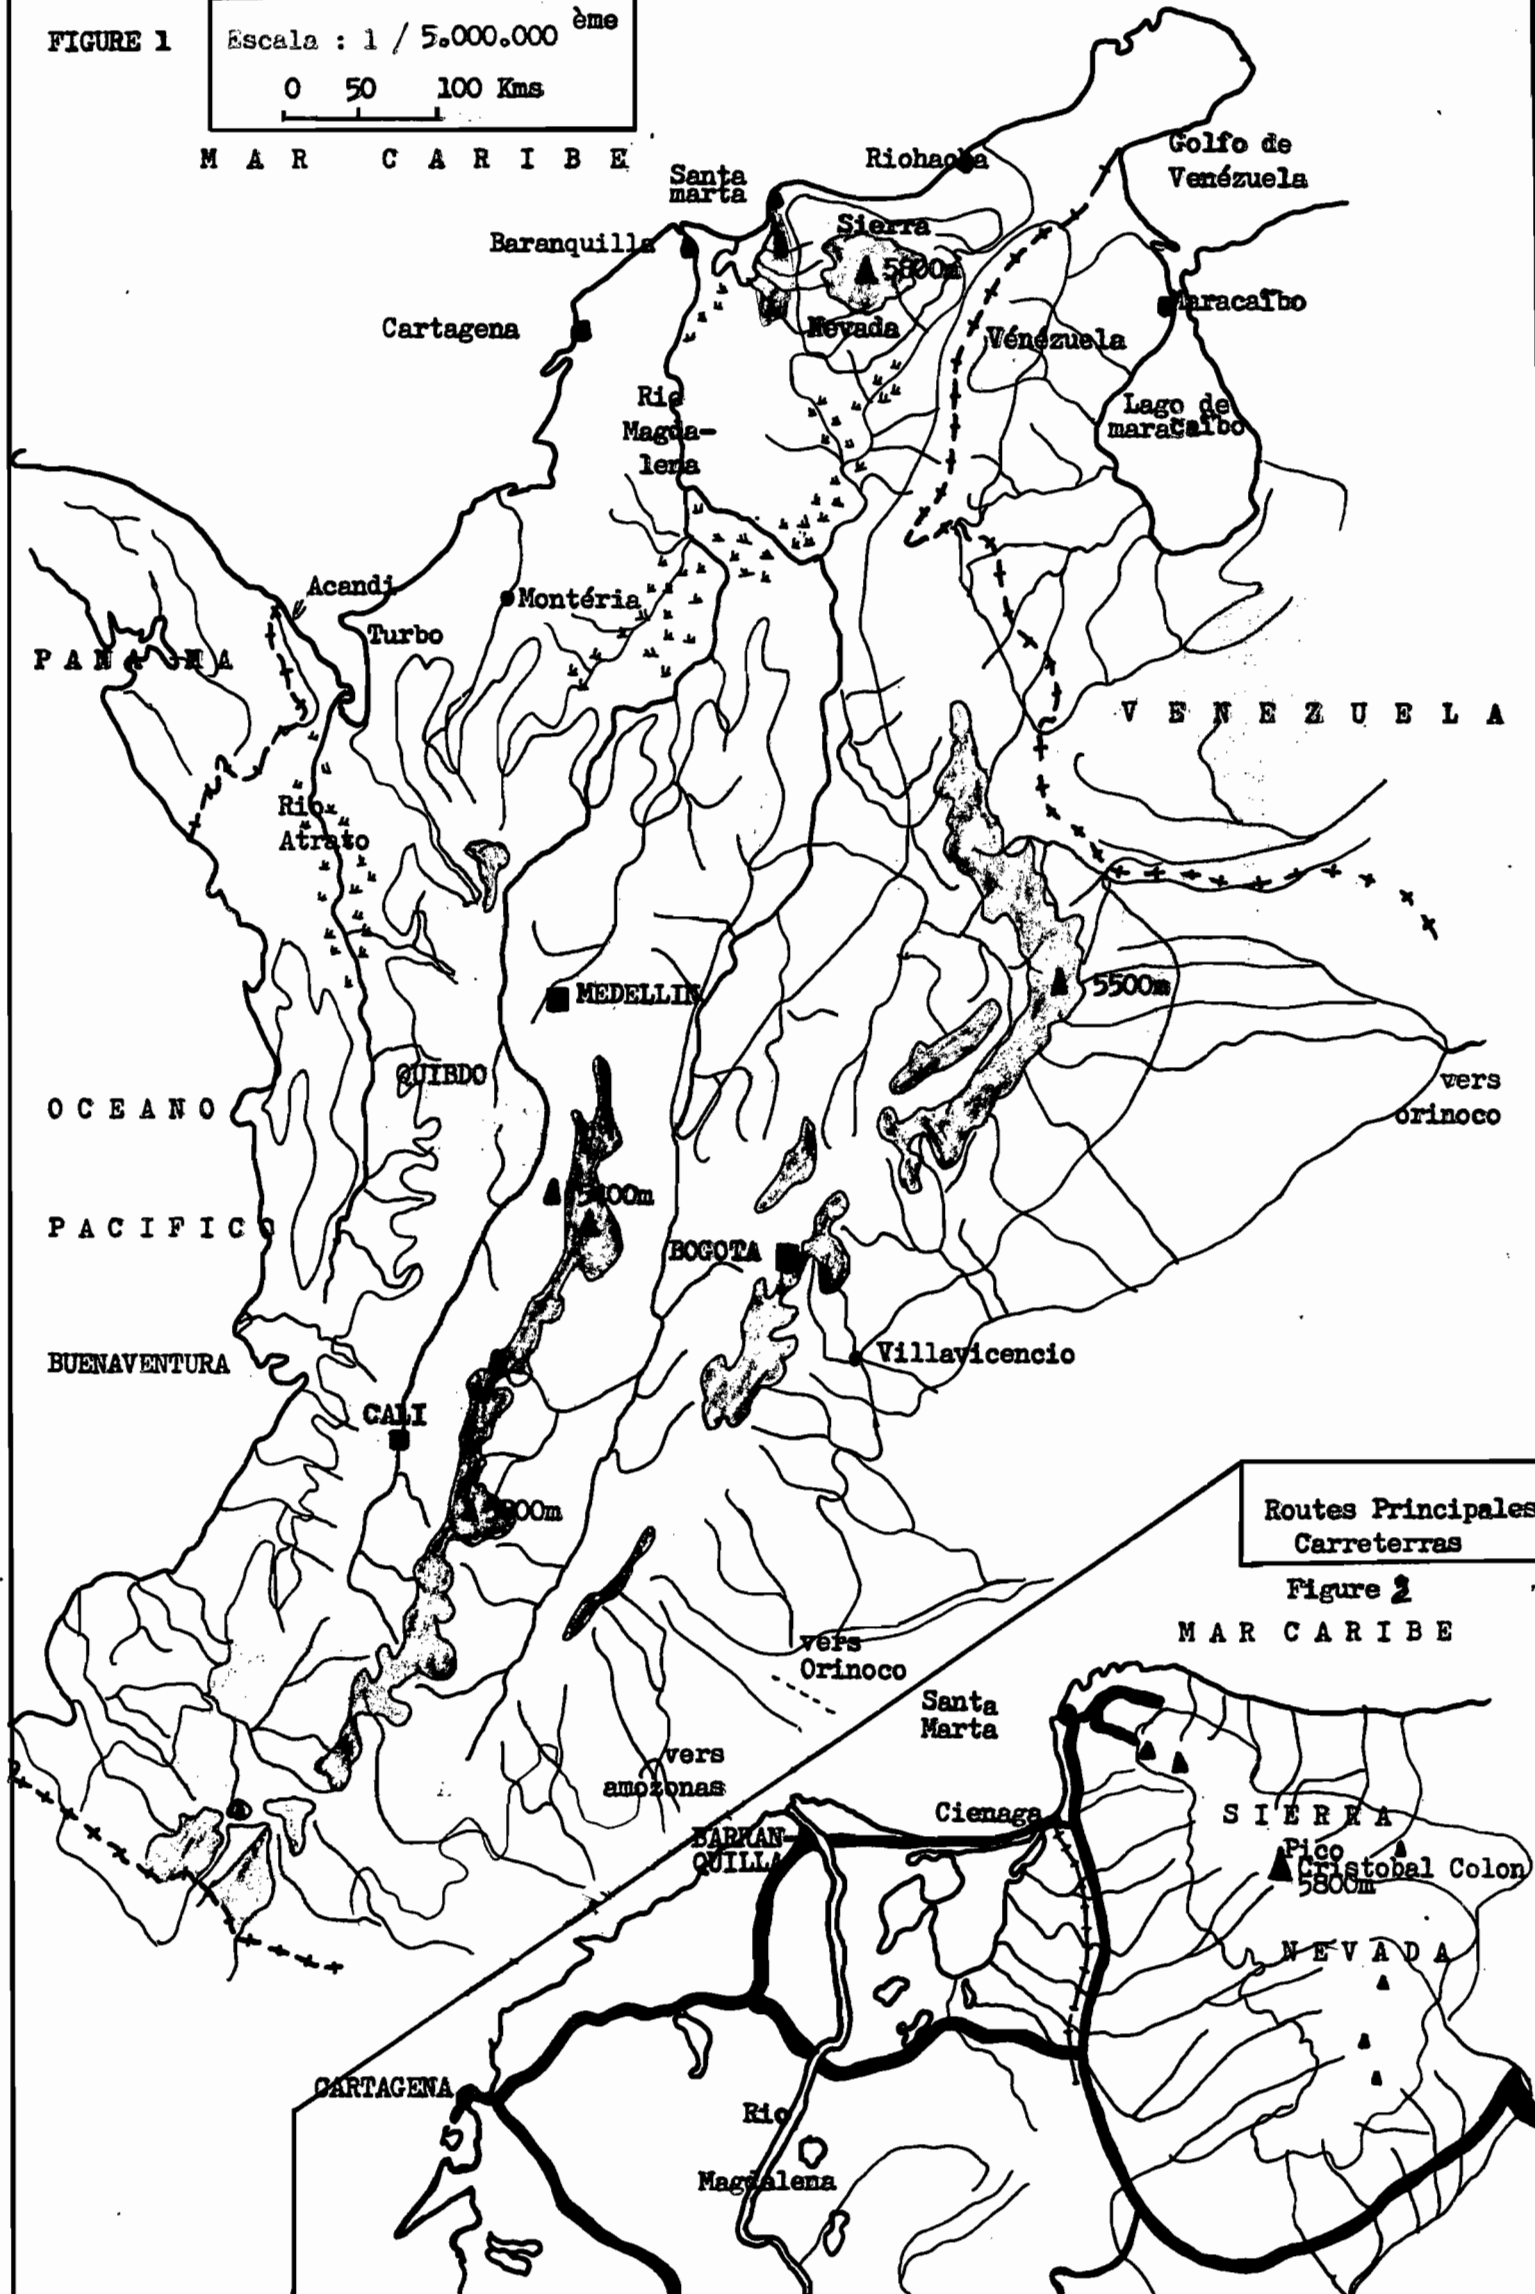 FIGURE 1
Escala : 1 / 5.000.000 ème
0 50 100 Kms
MAR CARIBE
Santa
marta
Riohacha
Golfo de
Venézuela
Baranquilla
Sierra
5800m
Nevada
Cartagena
Maracaïbo
Vénézuela
Rio
Magda-
lena
Lago de
maracaïbo
Acandi
Montéria
Turbo
PANAMA
VENEZUELA
Rio
Atrato
MEDELLIN
5500m
QUIBDO
vers
orinoco
OCEANO
PACIFICO
BOGOTA
BUENAVENTURA
Villavicencio
CALI
vers
Orinoco
vers
amozonas
Routes Principales
Carreterras
Figure 2
MAR CARIBE
Santa
Marta
Cienaga
BARRAN-
QUILLA
SIERRA
Pico
Cristobal Colon
5800m
NEVADA
CARTAGENA
Rio
Magdalena